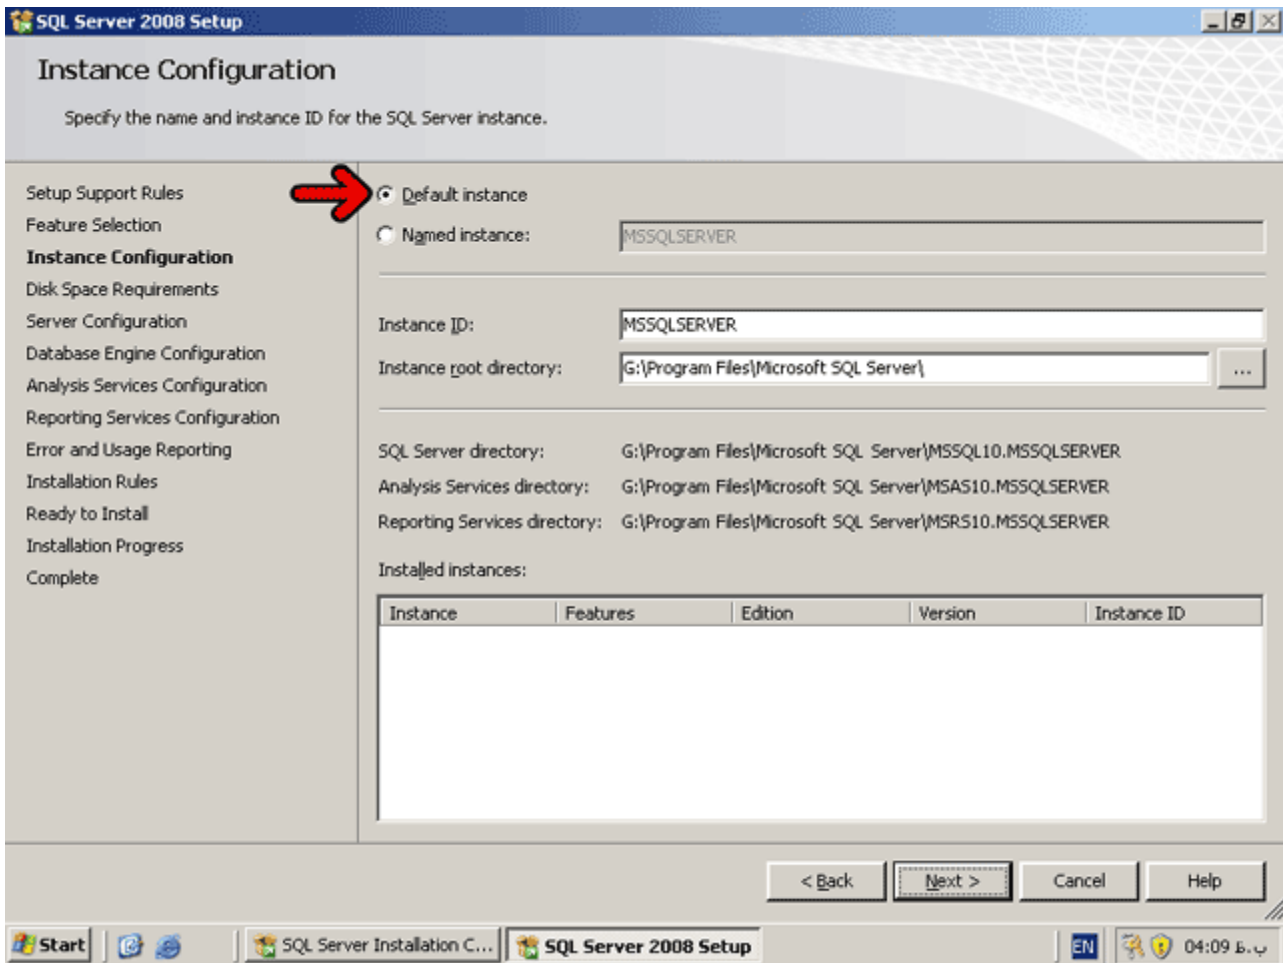 SQL Server 2008 Setup
Instance Configuration
Specify the name and instance ID for the SQL Server instance.
Setup Support Rules
Feature Selection
Instance Configuration
Disk Space Requirements
Server Configuration
Database Engine Configuration
Analysis Services Configuration
Reporting Services Configuration
Error and Usage Reporting
Installation Rules
Ready to Install
Installation Progress
Complete
Default instance
Named instance: MSSQLSERVER
Instance ID: MSSQLSERVER
Instance root directory: G:\Program Files\Microsoft SQL Server\ ...
SQL Server directory: G:\Program Files\Microsoft SQL Server\MSSQL10.MSSQLSERVER
Analysis Services directory: G:\Program Files\Microsoft SQL Server\MSAS10.MSSQLSERVER
Reporting Services directory: G:\Program Files\Microsoft SQL Server\MSRS10.MSSQLSERVER
Installed instances:
Instance Features Edition Version Instance ID
< Back Next > Cancel Help
Start SQL Server Installation C... SQL Server 2008 Setup EN 04:09 ب.ظ